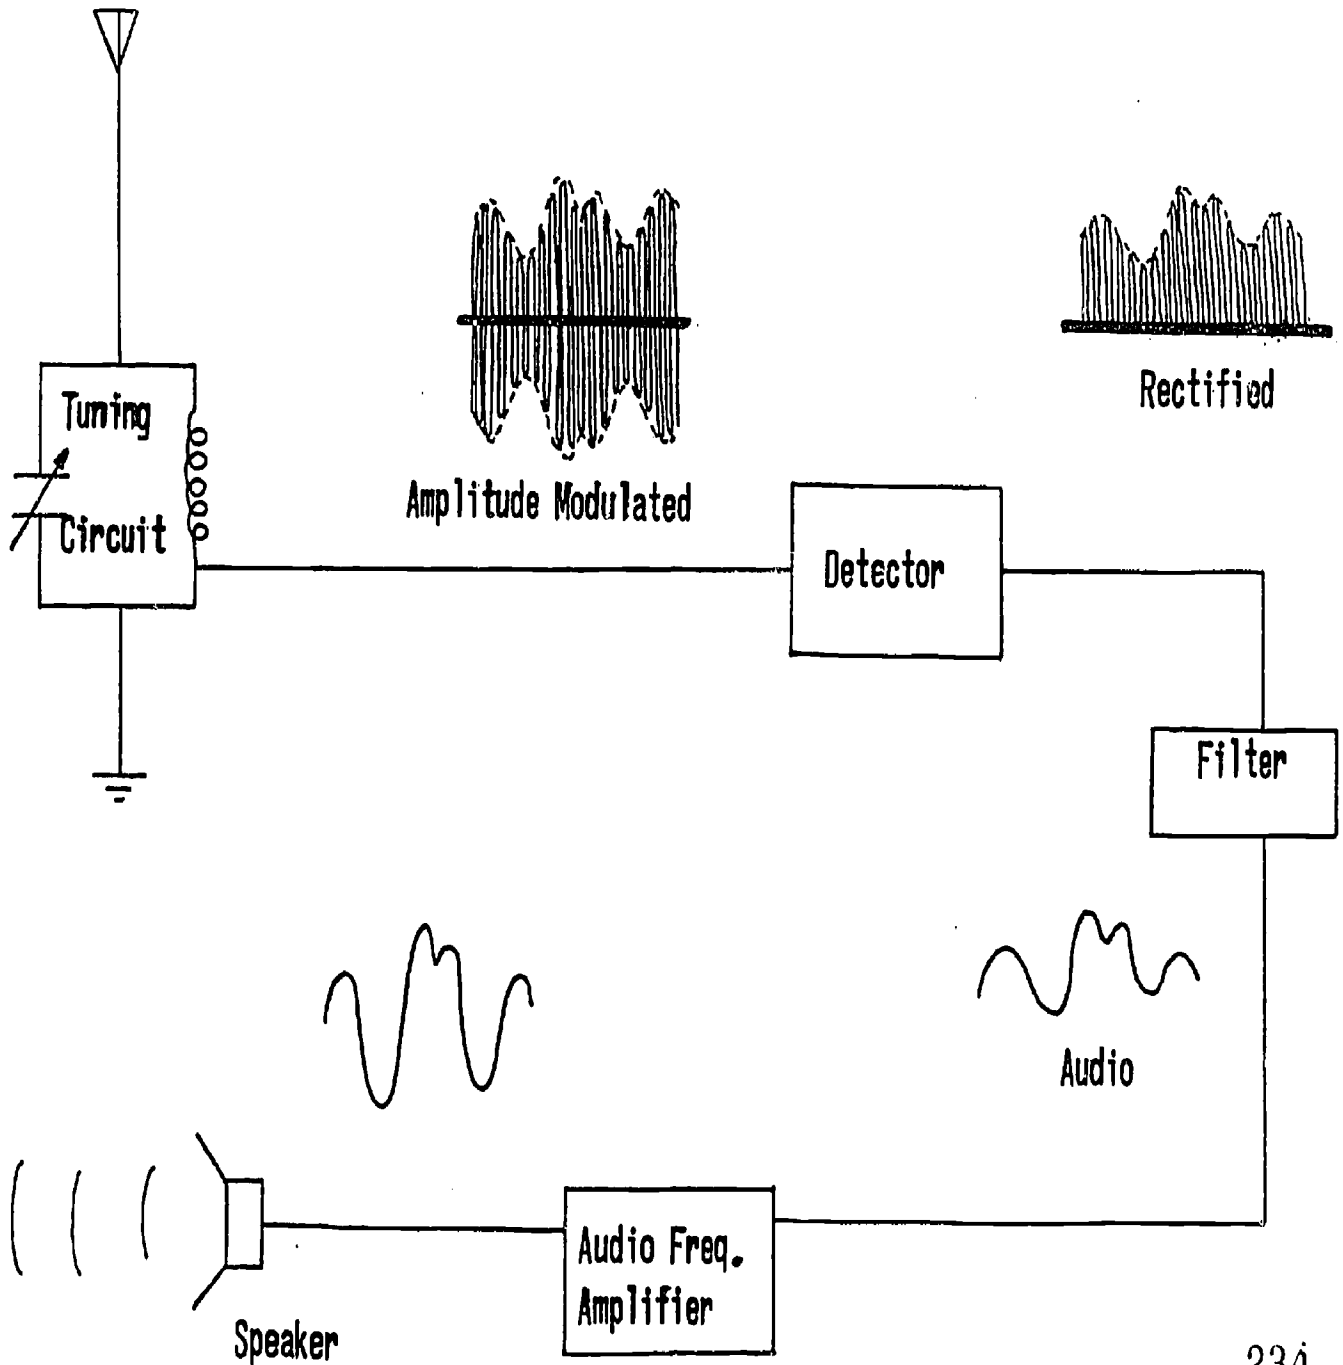 Tuning
Circuit
Amplitude Modulated
Rectified
Detector
Filter
Audio
Audio Freq.
Amplifier
Speaker